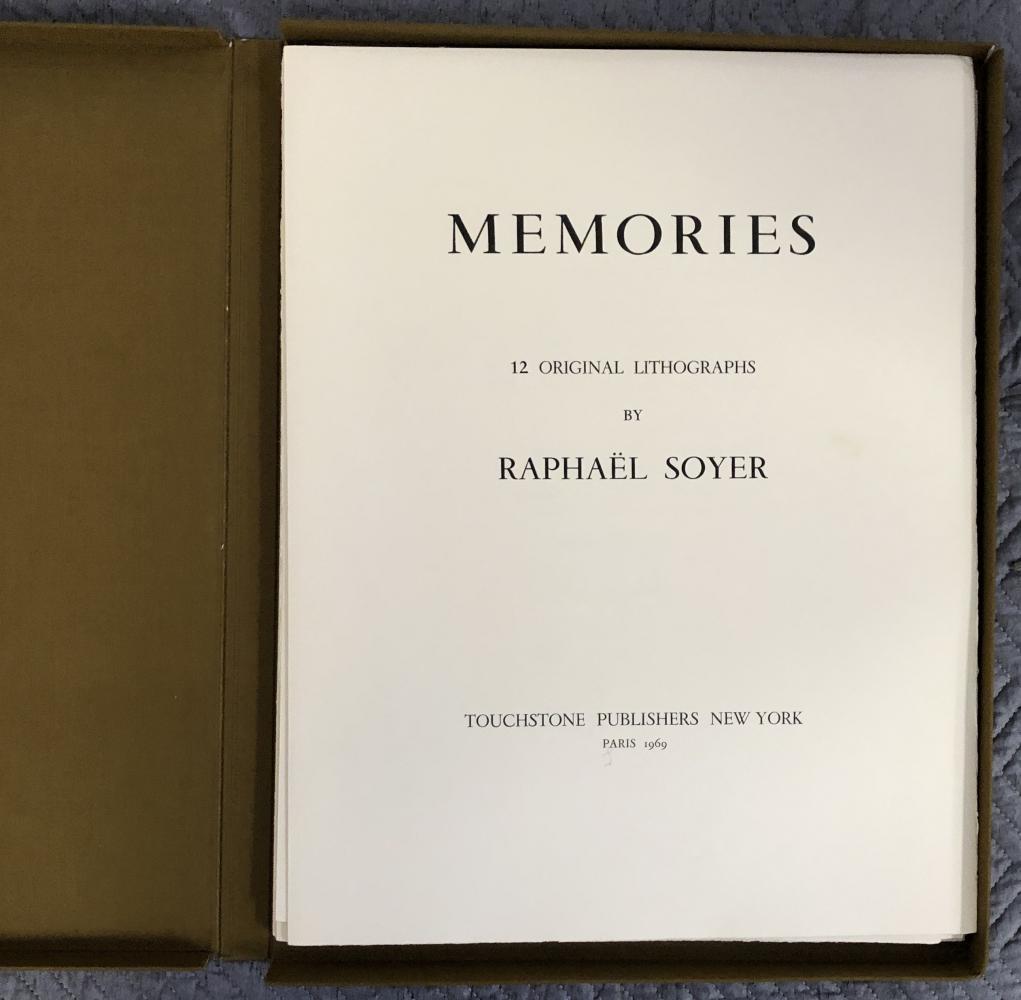 MEMORIES
12 ORIGINAL LITHOGRAPHS
BY
RAPHAËL SOYER
TOUCHSTONE PUBLISHERS NEW YORK
PARIS 1969